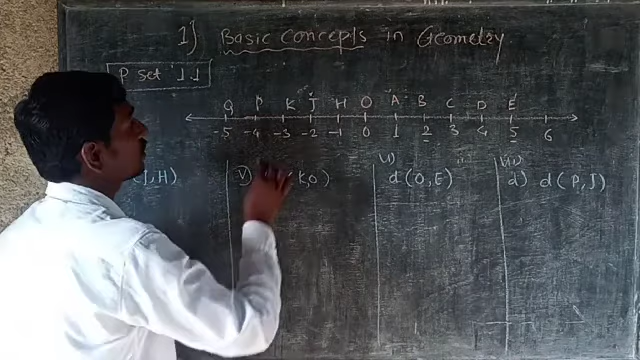 1) Basic Concepts in Geometry
P Set 1.1
Q P K J H O A B C D E
-5 -4 -3 -2 -1 0 1 2 3 4 5 6
J,H) V) K,O) d(O,E) d) d(P,J)